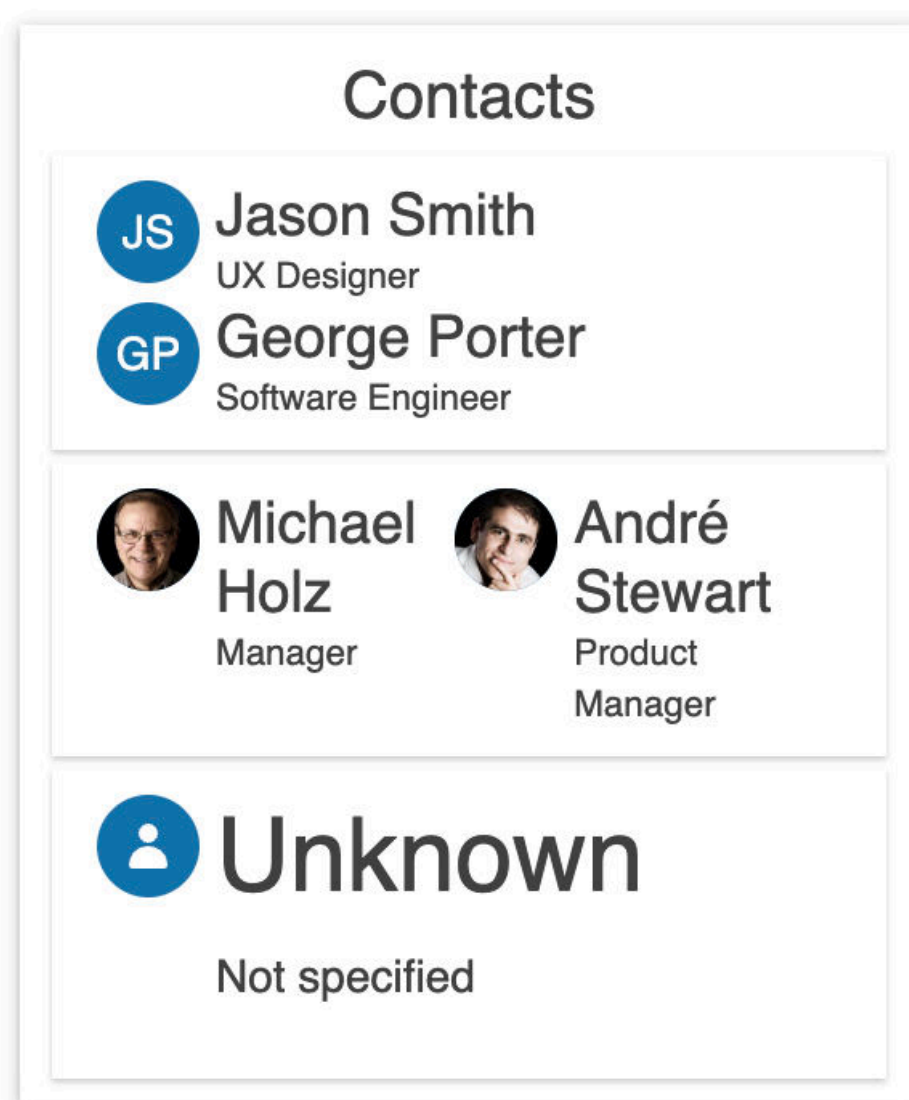 Contacts
JS
Jason Smith
UX Designer
GP
George Porter
Software Engineer
Michael
Holz
Manager
André
Stewart
Product
Manager
Unknown
Not specified